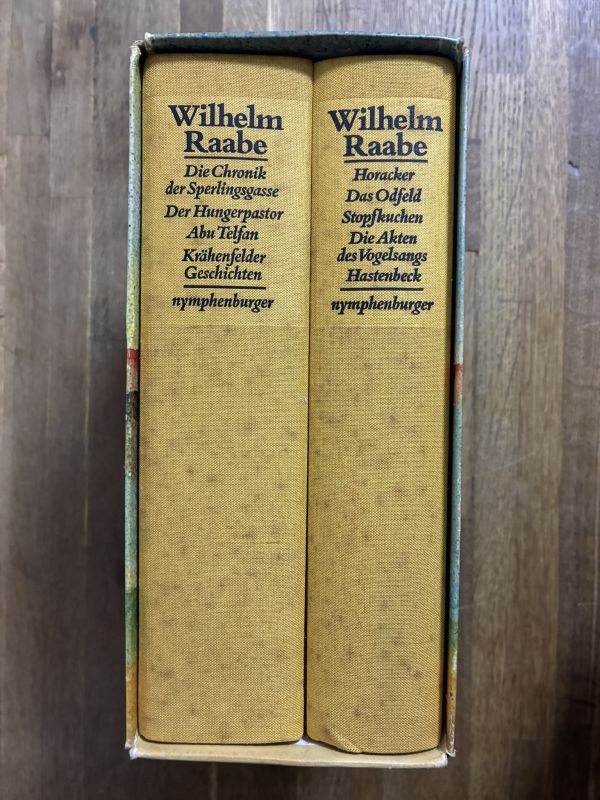 Wilhelm
Raabe
Die Chronik
der Sperlingsgasse
Der Hungerpastor
Abu Telfan
Krähenfelder
Geschichten
nymphenburger
Wilhelm
Raabe
Horacker
Das Odfeld
Stopfkuchen
Die Akten
des Vogelsangs
Hastenbeck
nymphenburger